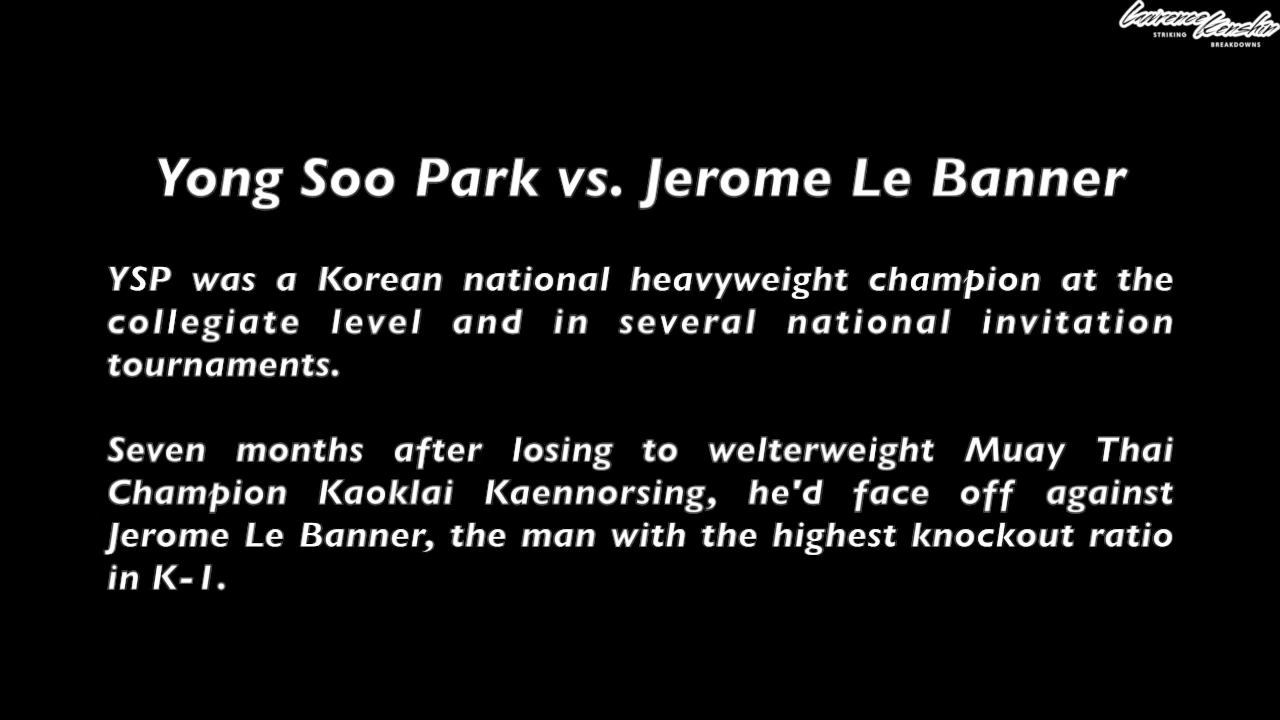 Lawrence Kenshin
STRIKING
BREAKDOWNS
Yong Soo Park vs. Jerome Le Banner
YSP was a Korean national heavyweight champion at the
collegiate level and in several national invitation
tournaments.
Seven months after losing to welterweight Muay Thai
Champion Kaoklai Kaennorsing, he'd face off against
Jerome Le Banner, the man with the highest knockout ratio
in K-1.